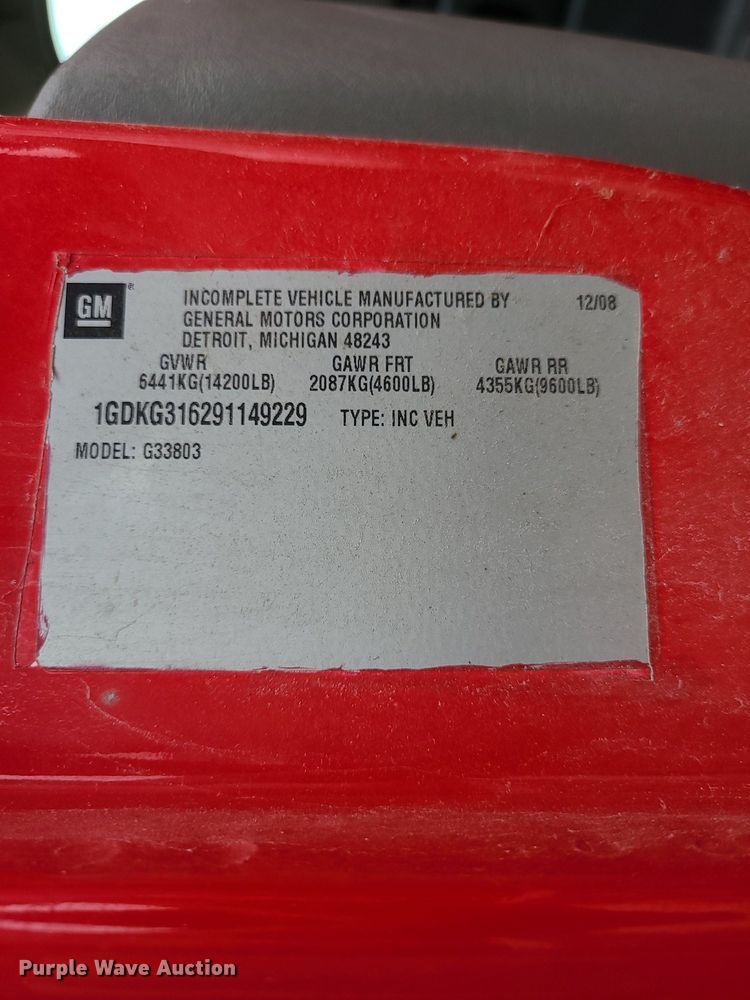 GM
INCOMPLETE VEHICLE MANUFACTURED BY 12/08
GENERAL MOTORS CORPORATION
DETROIT, MICHIGAN 48243
GVWR GAWR FRT GAWR RR
6441KG(14200LB) 2087KG(4600LB) 4355KG(9600LB)
1GDKG316291149229 TYPE: INC VEH
MODEL: G33803
Purple Wave Auction